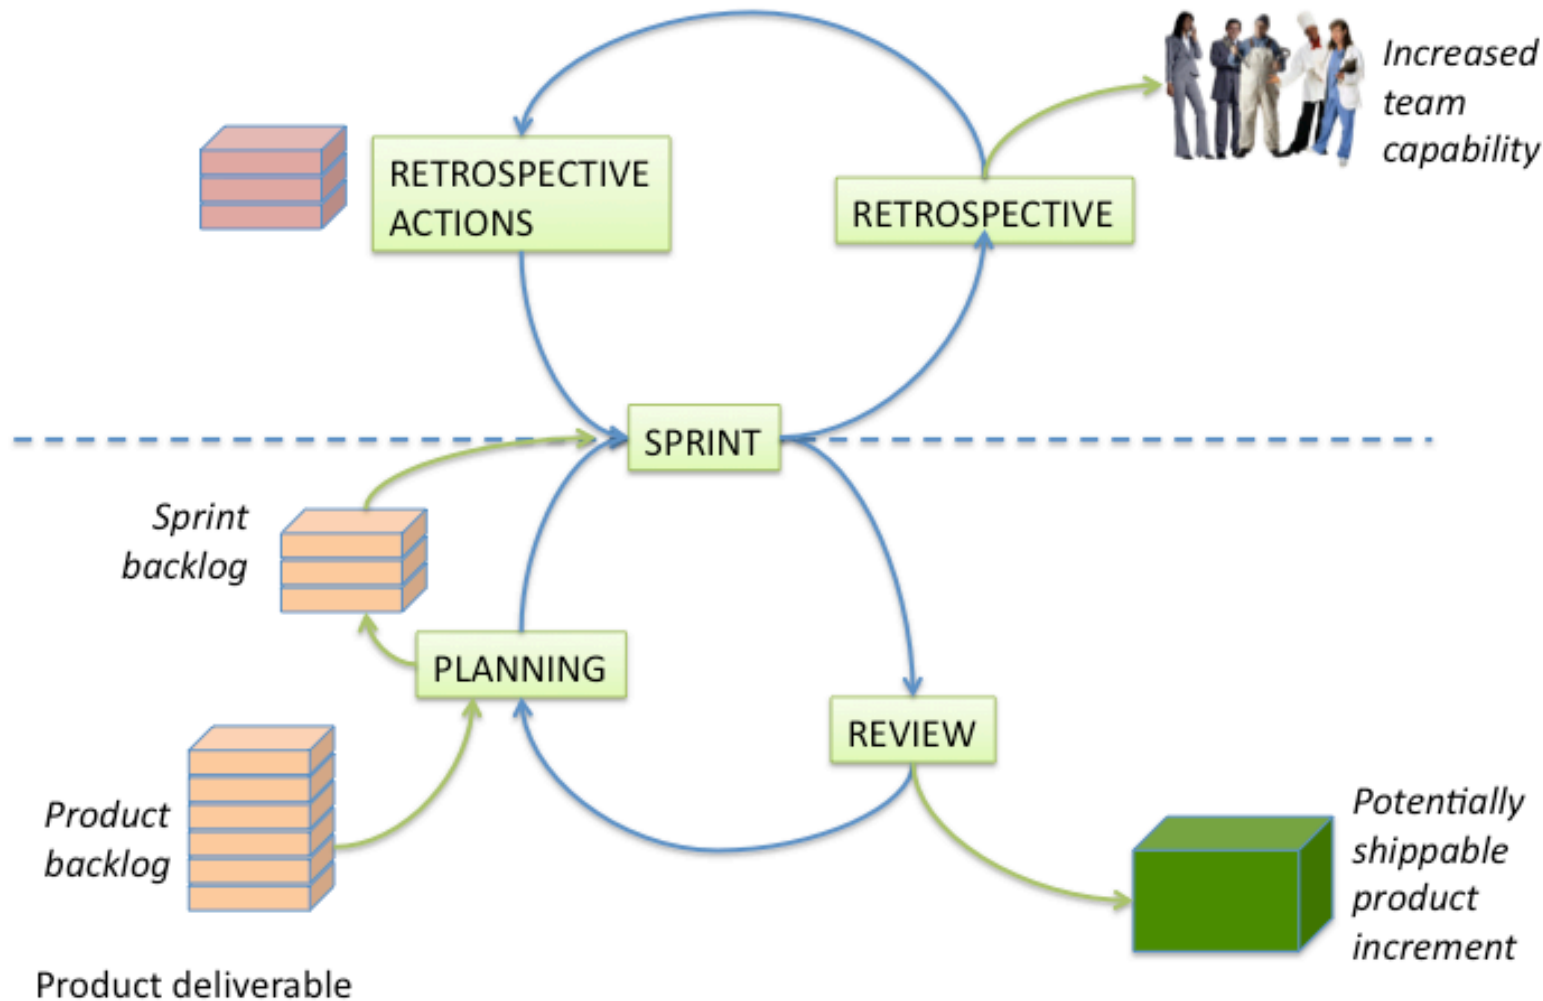 Increased
team
capability
RETROSPECTIVE
ACTIONS
RETROSPECTIVE
SPRINT
Sprint
backlog
PLANNING
REVIEW
Product
backlog
Potentially
shippable
product
increment
Product deliverable